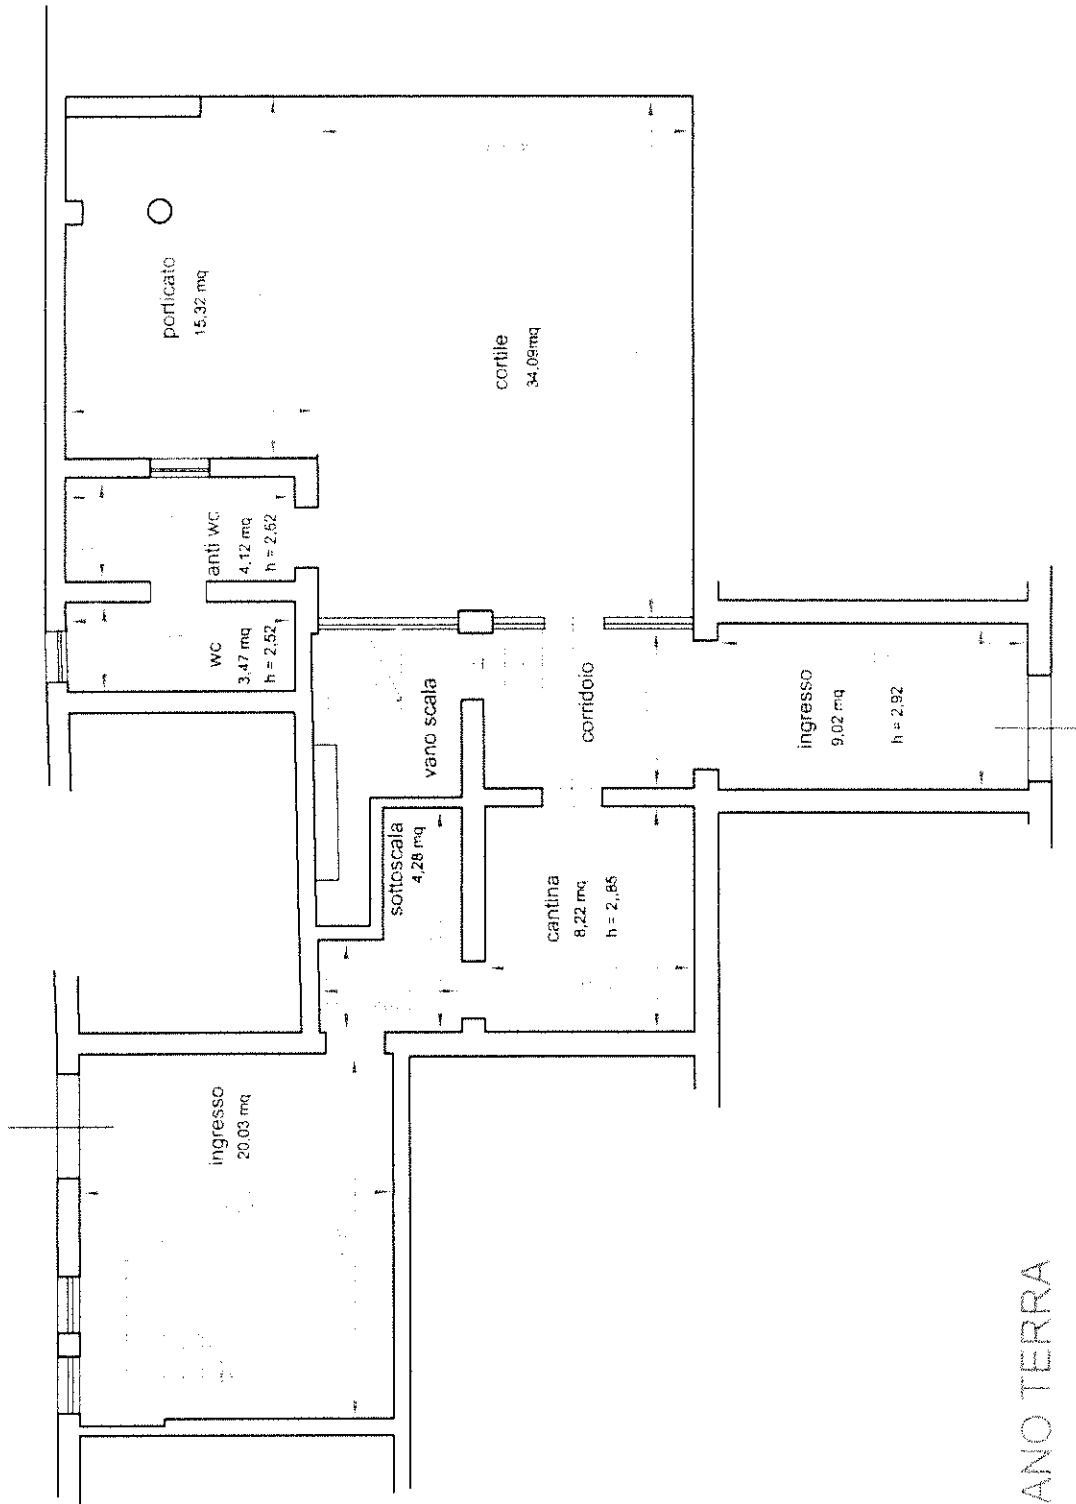 porticato
15,32 mq
cortile
34,09mq
anti wc
4,12 mq
h = 2,52
wc
3,47 mq
h = 2,52
vano scala
corridoio
ingresso
9,02 mq
h = 2,92
sottoscala
4,28 mq
cantina
8,22 mq
h = 2,,85
ingresso
20,03 mq
ANO TERRA